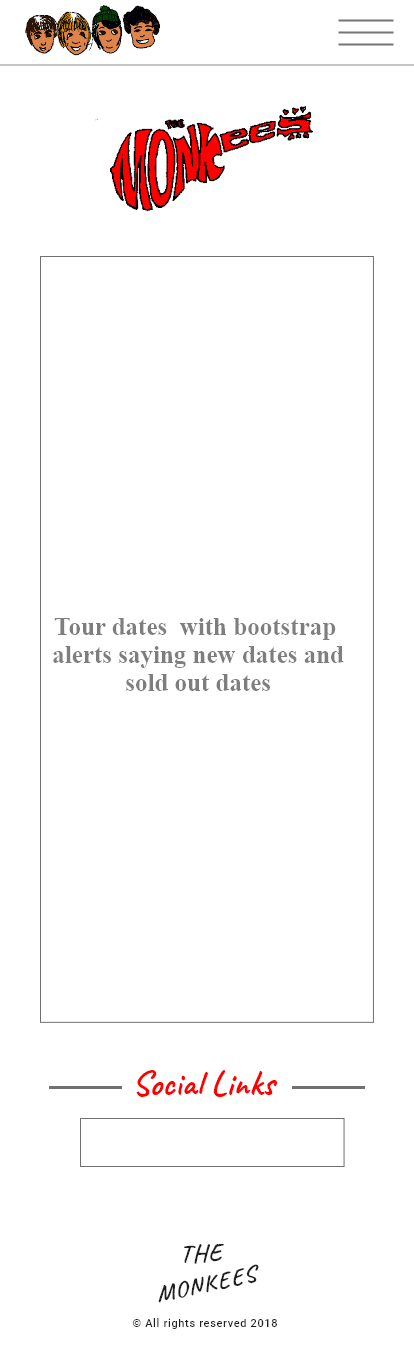 THE
MONKEES
Tour dates with bootstrap
alerts saying new dates and
sold out dates
Social Links
THE
MONKEES
© All rights reserved 2018